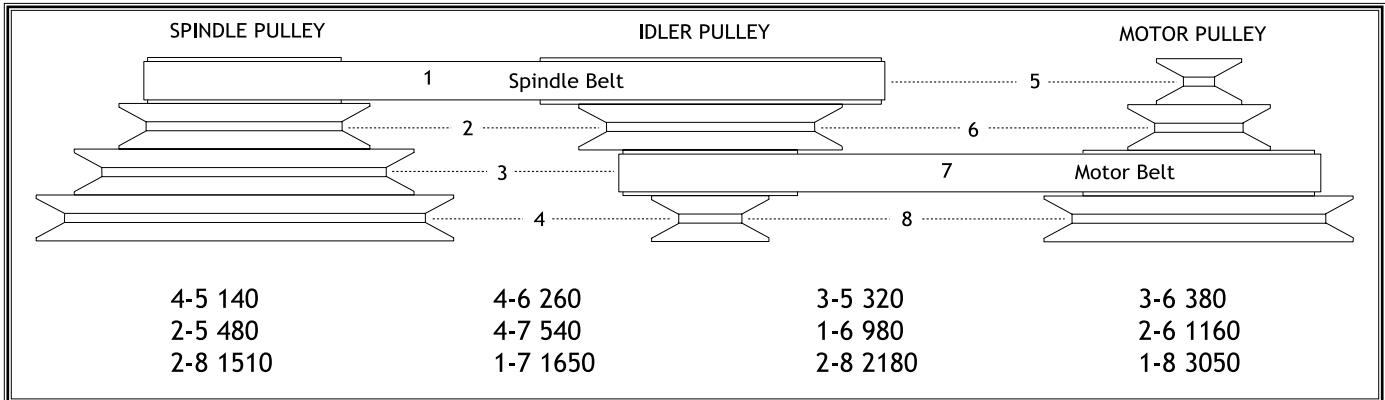 SPINDLE PULLEY IDLER PULLEY MOTOR PULLEY
1 Spindle Belt 5
2 6
3 7 Motor Belt
4 8
4-5 140 4-6 260 3-5 320 3-6 380
2-5 480 4-7 540 1-6 980 2-6 1160
2-8 1510 1-7 1650 2-8 2180 1-8 3050